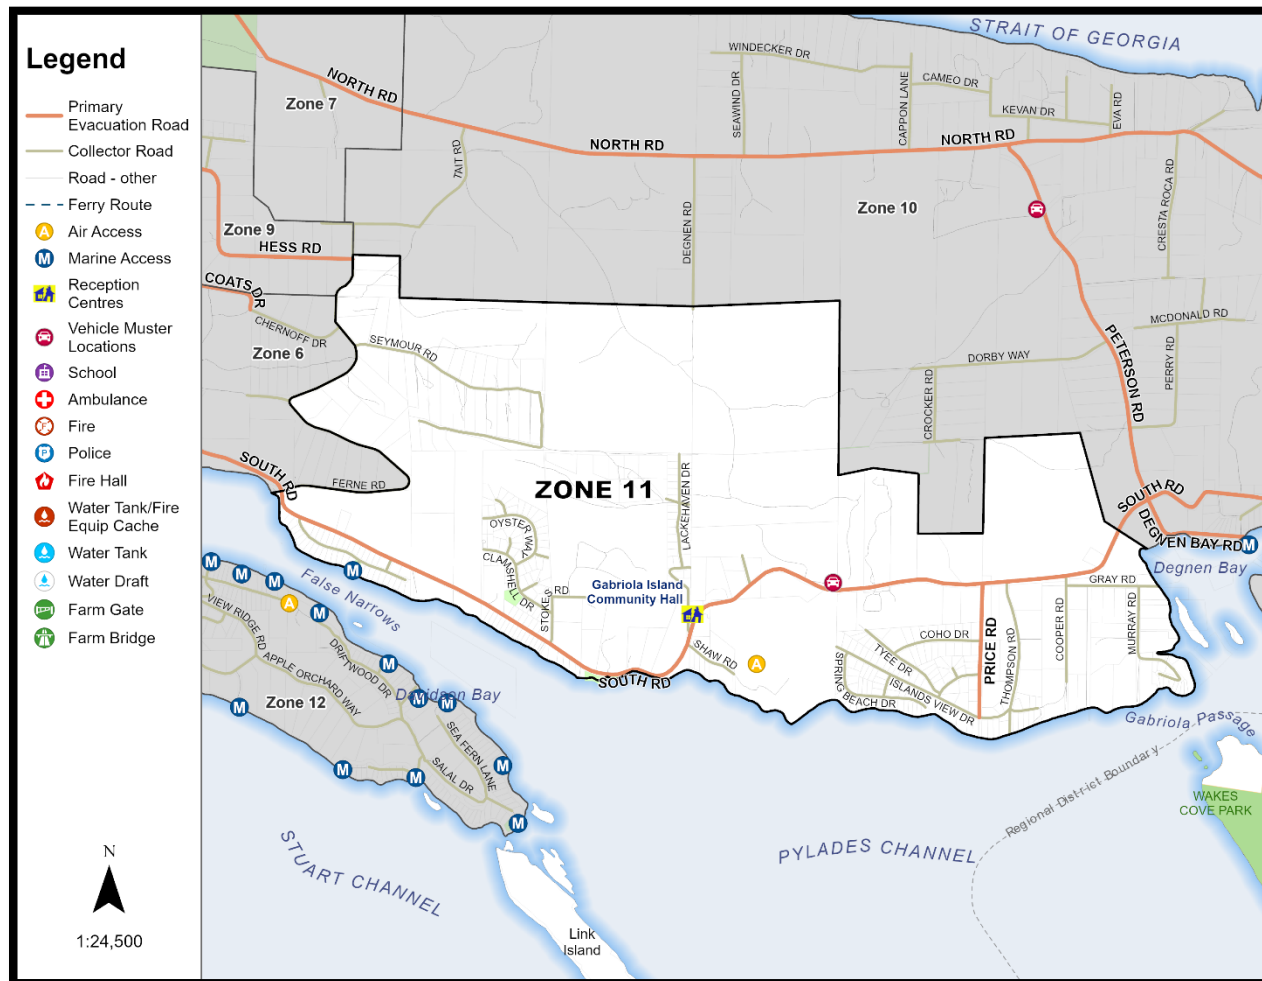 Legend
Primary
Evacuation Road
Collector Road
Road - other
Ferry Route
A
Air Access
M
Marine Access
Reception
Centres
Vehicle Muster
Locations
School
Ambulance
F
Fire
P
Police
Fire Hall
Water Tank/Fire
Equip Cache
Water Tank
Water Draft
Farm Gate
Farm Bridge
N
1:24,500
STRAIT OF GEORGIA
WINDECKER DR
SEAWIND DR
CAPPON LANE
CAMEO DR
KEVAN DR
EVA RD
NORTH RD
Zone 7
NORTH RD
NORTH RD
TAIT RD
DEGNEN RD
Zone 10
CRESTA ROCA RD
Zone 9
HESS RD
COATS DR
CHERNOFF DR
Zone 6
SEYMOUR RD
MCDONALD RD
PERRY RD
PETERSON RD
DORBY WAY
CROCKER RD
SOUTH RD
FERNE RD
ZONE 11
LACKEHAVEN DR
OYSTER WAY
CLAMSHELL DR
STOKES RD
Gabriola Island
Community Hall
SOUTH RD
DEGNEN BAY RD
M
Degnen Bay
GRAY RD
COOPER RD
MURRAY RD
THOMPSON RD
PRICE RD
COHO DR
TYEE DR
ISLANDS VIEW DR
SPRING BEACH DR
SHAW RD
A
SOUTH RD
False Narrows
M
M
M
M
A
M
VIEW RIDGE RD
DRIFTWOOD DR
M
APPLE ORCHARD WAY
Davidson Bay
M
M
Zone 12
M
SEA FERN LANE
SALAL DR
M
M
M
M
Gabriola Passage
Regional District Boundary
WAKES
COVE PARK
PYLADES CHANNEL
STUART CHANNEL
Link
Island